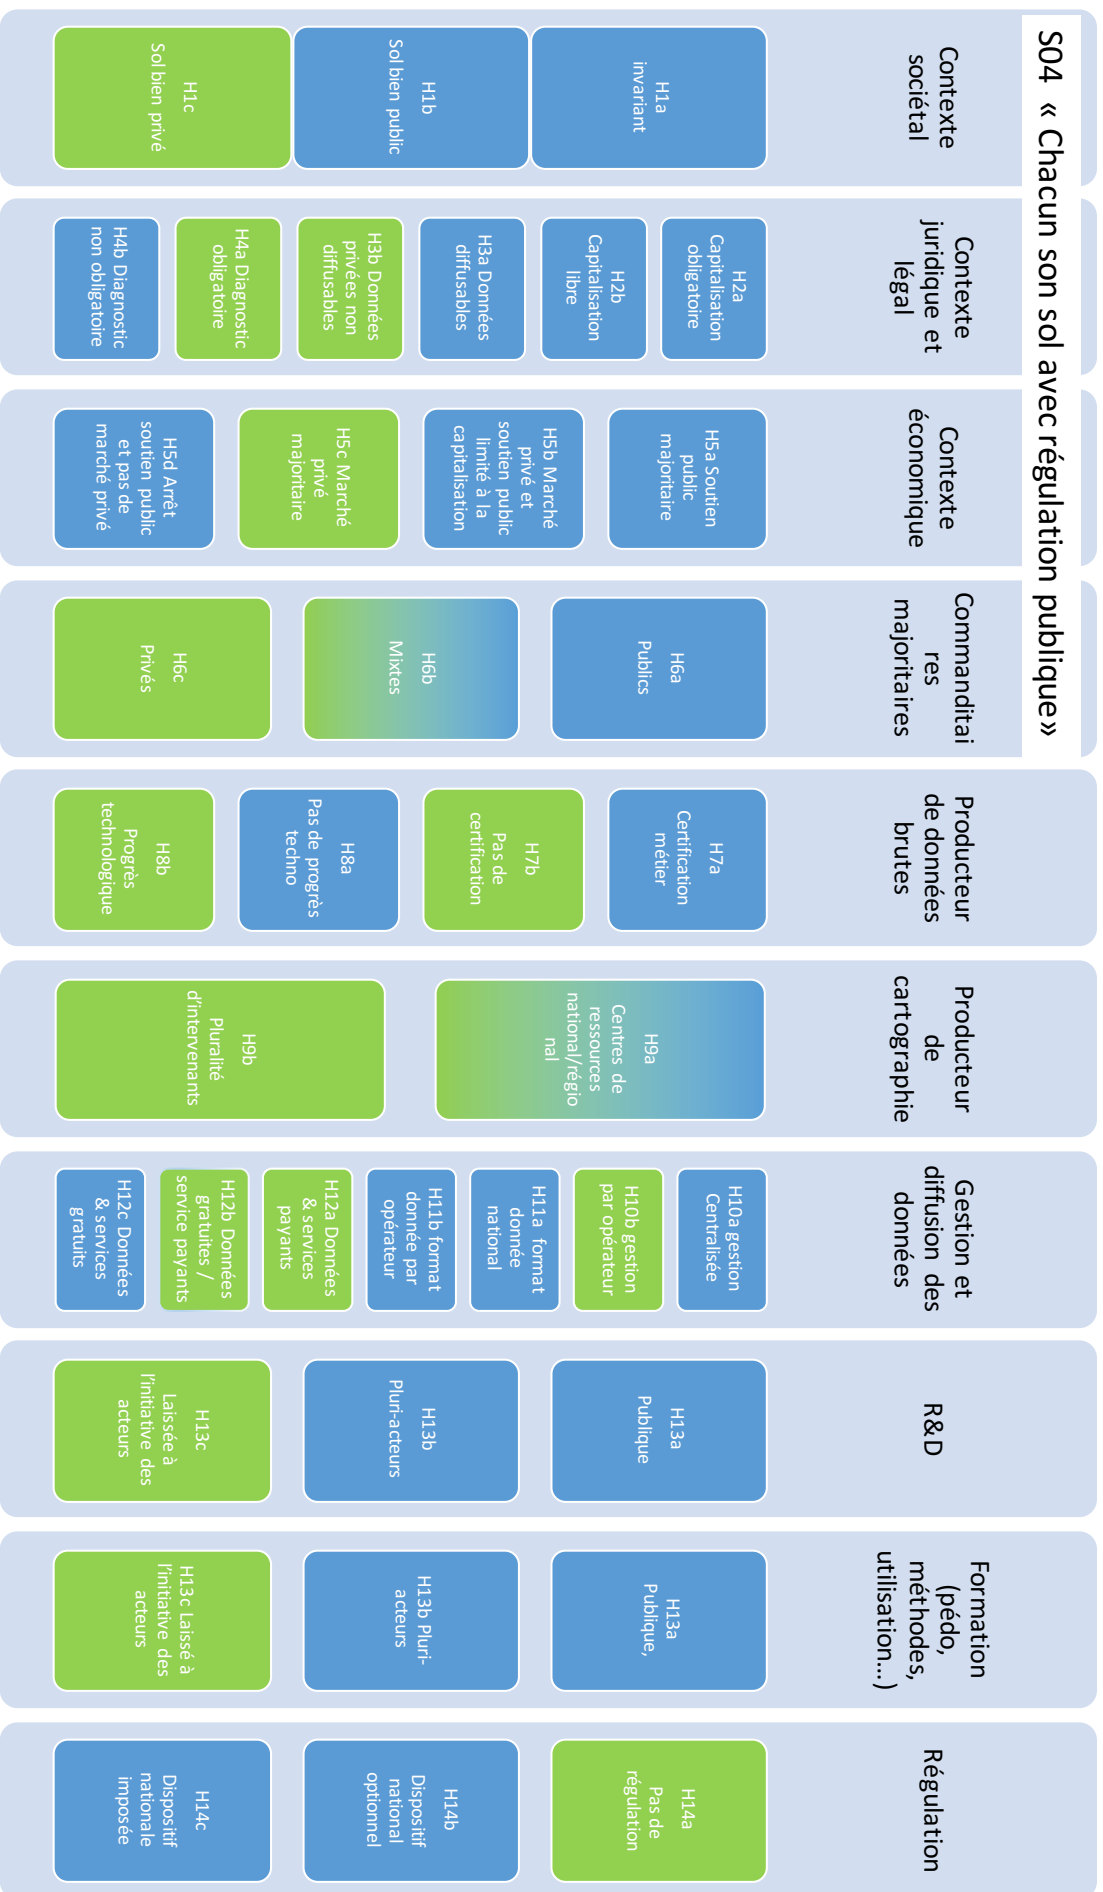 S04 « Chacun son sol avec régulation publique»
Contexte
sociétal
H1a
invariant
H1b
Sol bien public
H1c
Sol bien privé
Contexte
juridique et
légal
H2a
Capitalisation
obligatoire
H2b
Capitalisation
libre
H3a Données
diffusables
H3b Données
privées non
diffusables
H4a Diagnostic
obligatoire
H4b Diagnostic
non obligatoire
Contexte
économique
H5a Soutien
public
majoritaire
H5b Marché
privé et
soutien public
limité à la
capitalisation
H5c Marché
privé
majoritaire
H5d Arrêt
soutien public
et pas de
marché privé
Commanditai
res
majoritaires
H6a
Publics
H6b
Mixtes
H6c
Privés
Producteur
de données
brutes
H7a
Certification
métier
H7b
Pas de
certification
H8a
Pas de progrès
techno
H8b
Progrès
technologique
Producteur
de
cartographie
H9a
Centres de
ressources
national/régio
nal
H9b
Pluralité
d'intervenants
Gestion et
diffusion des
données
H10a gestion
Centralisée
H10b gestion
par opérateur
H11a format
donnée
national
H11b format
donnée par
opérateur
H12a Données
& services
payants
H12b Données
gratuites /
service payants
H12c Données
& services
gratuits
R&D
H13a
Publique
H13b
Pluri-acteurs
H13c
Laissée à
l'initiative des
acteurs
Formation
(pédo,
méthodes,
utilisation...)
H13a
Publique,
H13b Pluri-
acteurs
H13c Laissé à
l'initiative des
acteurs
Régulation
H14a
Pas de
régulation
H14b
Dispositif
national
optionnel
H14c
Dispositif
nationale
imposée